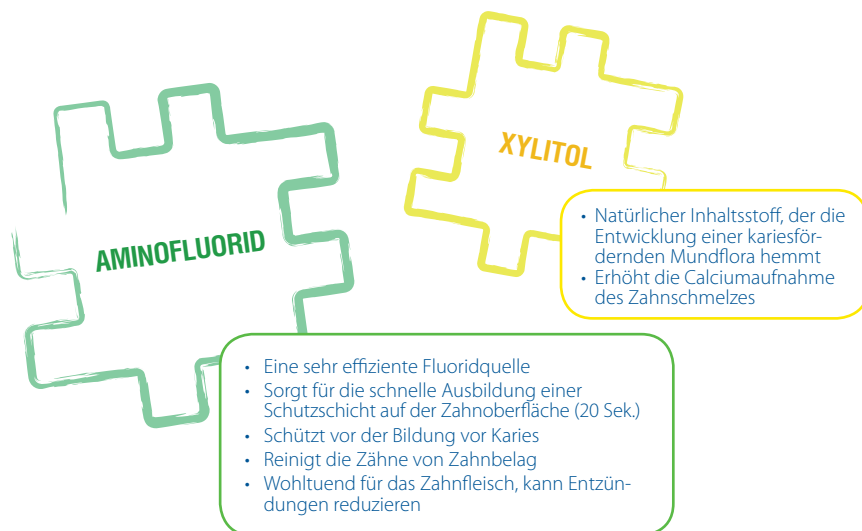 XYLITOL
• Natürlicher Inhaltsstoff, der die
Entwicklung einer kariesför-
dernden Mundflora hemmt
• Erhöht die Calciumaufnahme
des Zahnschmelzes
AMINOFLUORID
• Eine sehr effiziente Fluoridquelle
• Sorgt für die schnelle Ausbildung einer
Schutzschicht auf der Zahnoberfläche (20 Sek.)
• Schützt vor der Bildung vor Karies
• Reinigt die Zähne von Zahnbelag
• Wohltuend für das Zahnfleisch, kann Entzün-
dungen reduzieren